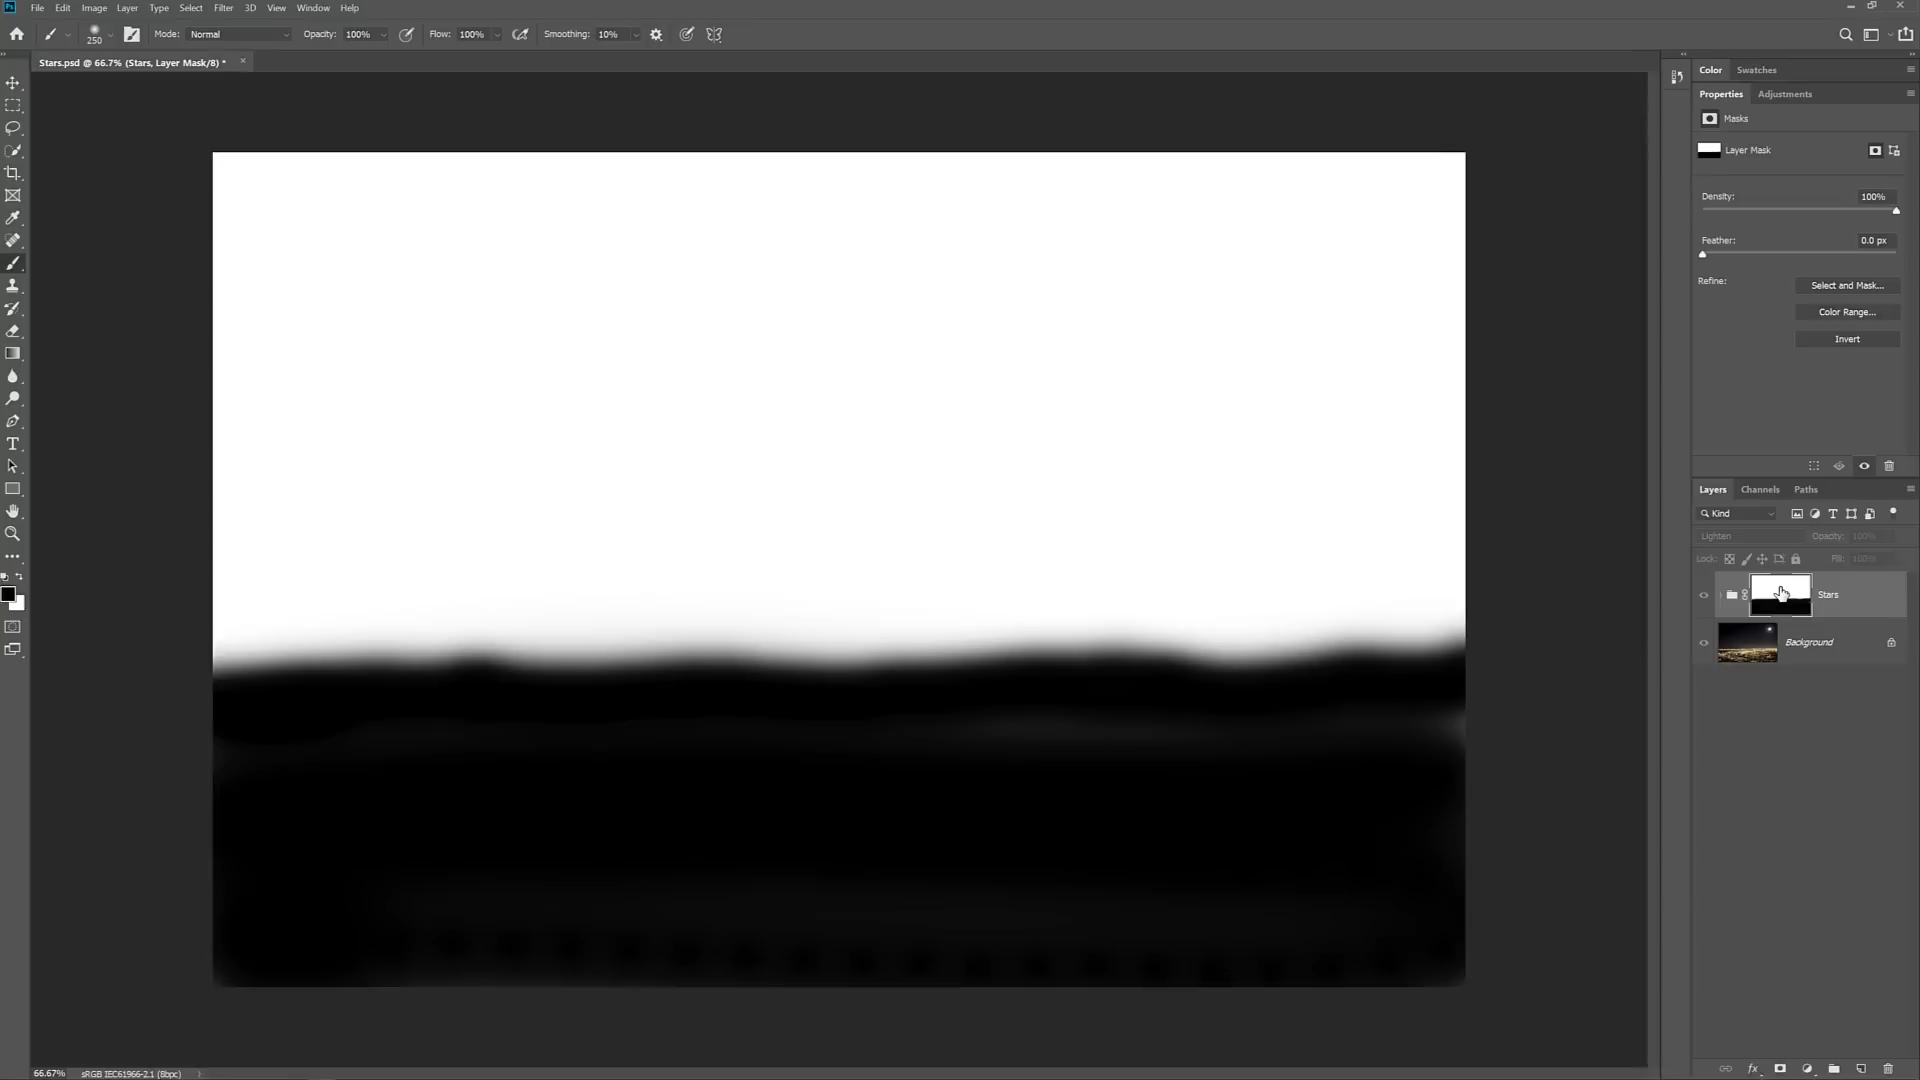 Ps File Edit Image Layer Type Select Filter 3D View Window Help
250 Mode: Normal Opacity: 100% Flow: 100% Smoothing: 10%
Stars.psd @ 66.7% (Stars, Layer Mask/8) *
Color Swatches
Properties Adjustments
Masks
Layer Mask
Density: 100%
Feather: 0.0 px
Refine: Select and Mask...
Color Range...
Invert
Layers Channels Paths
Kind
Lighten Opacity: 100%
Lock: Fill: 100%
Stars
Background
fx
66.67% sRGB IEC61966-2.1 (8bpc)